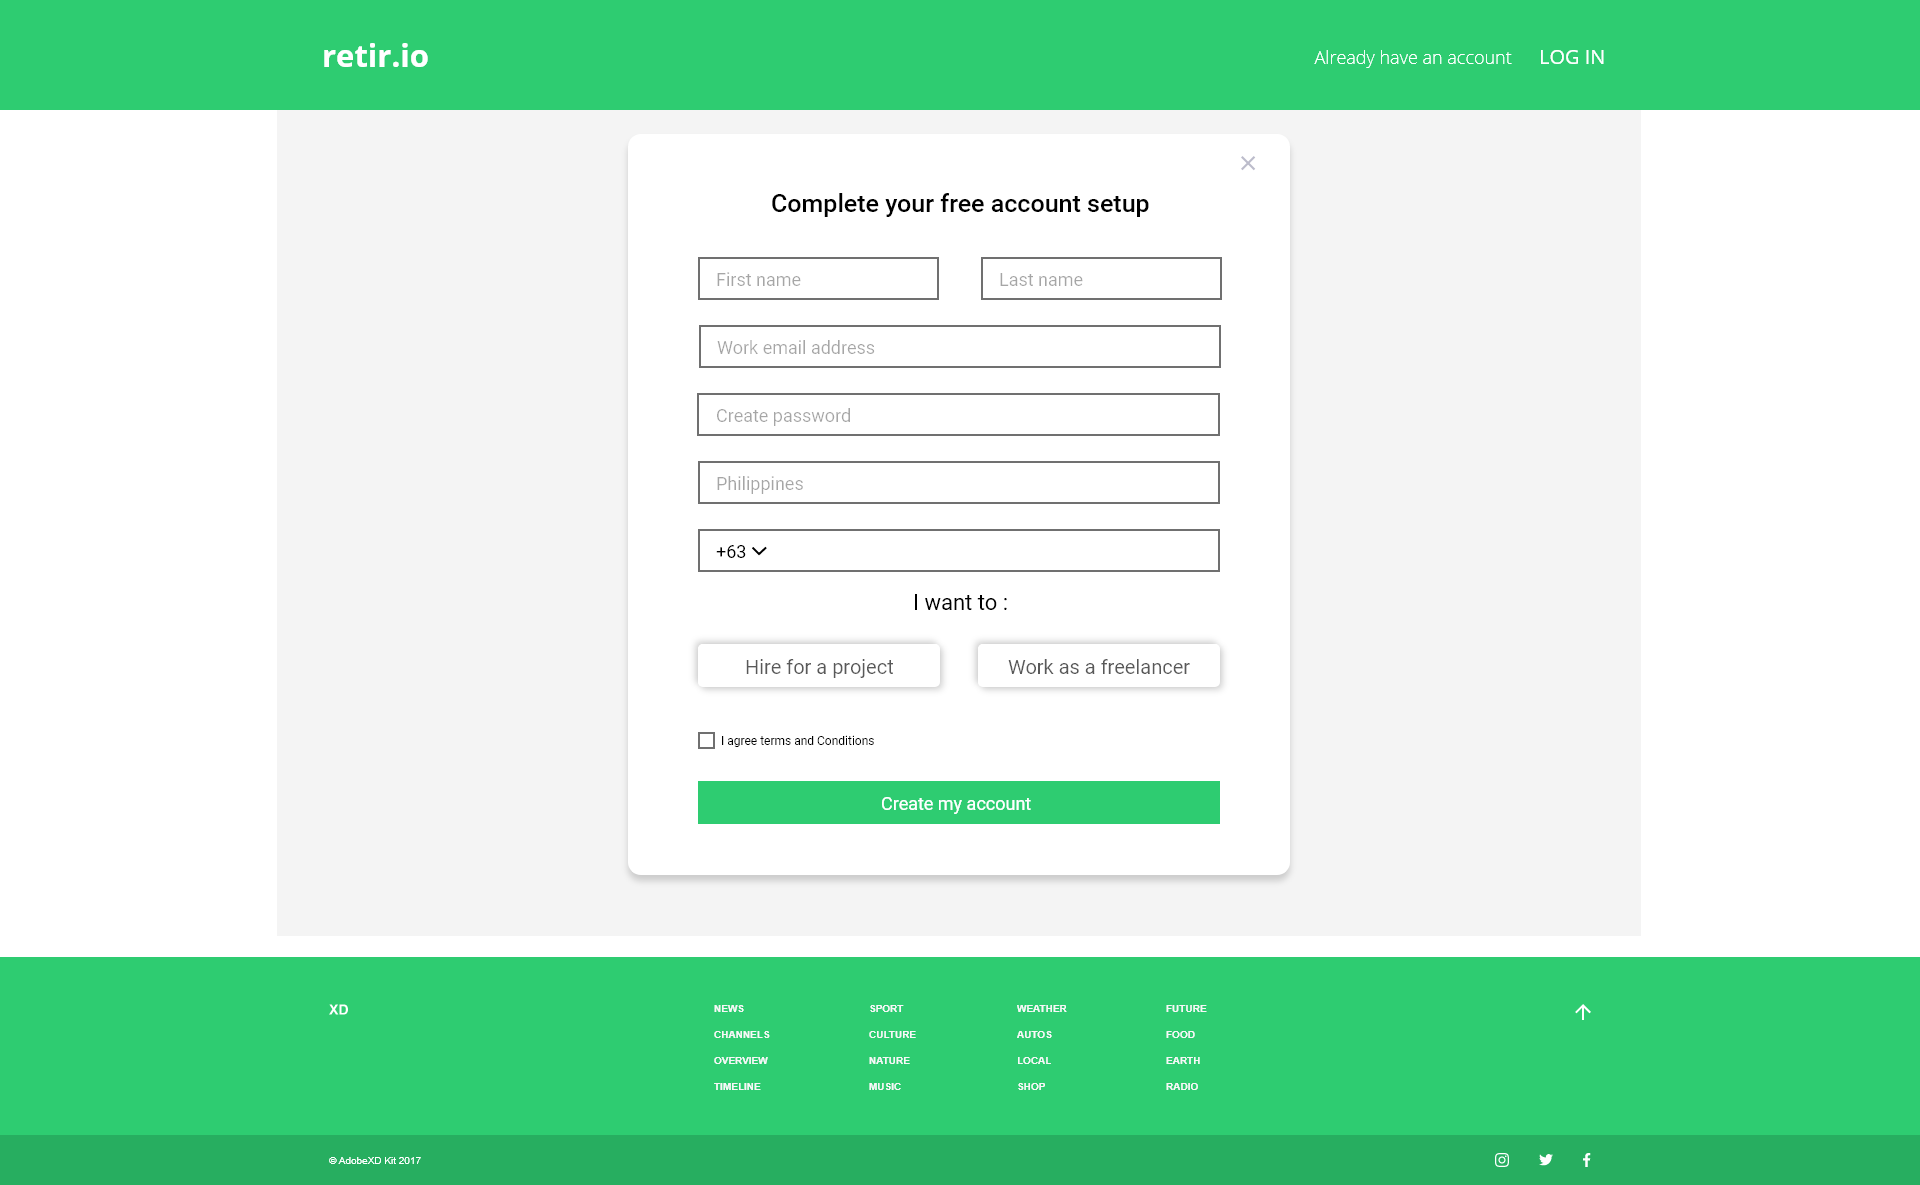 retir.io
Already have an account LOG IN
Complete your free account setup
First name Last name
Work email address
Create password
Philippines
+63
I want to :
Hire for a project Work as a freelancer
I agree terms and Conditions
Create my account
XD
NEWS SPORT WEATHER FUTURE
CHANNELS CULTURE AUTOS FOOD
OVERVIEW NATURE LOCAL EARTH
TIMELINE MUSIC SHOP RADIO
© AdobeXD Kit 2017